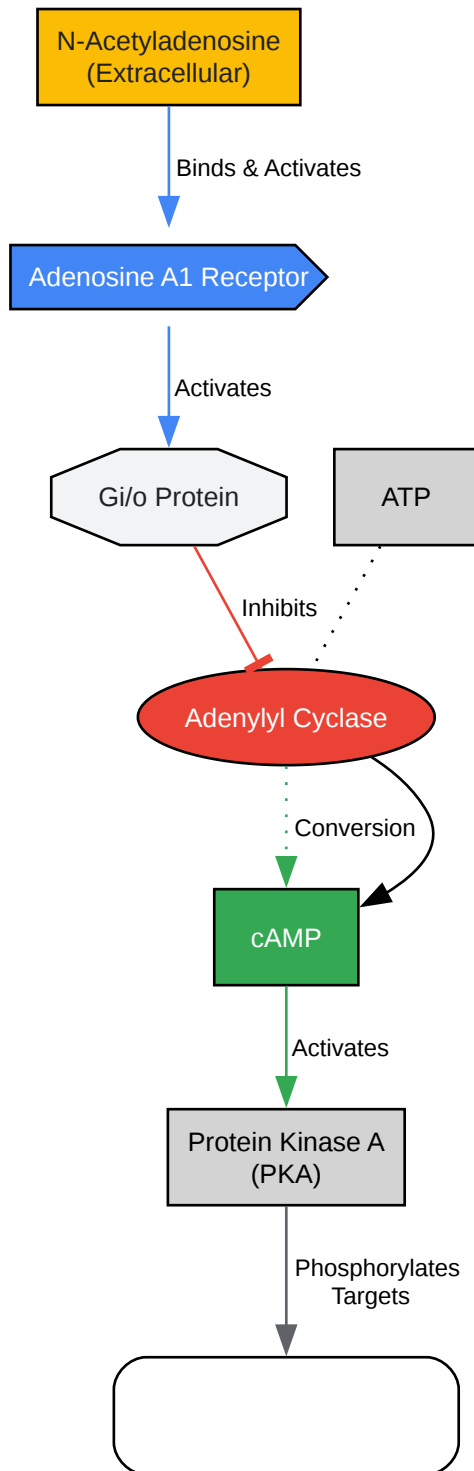 N-Acetyladenosine
(Extracellular)
Binds & Activates
Adenosine A1 Receptor
Activates
Gi/o Protein
ATP
Inhibits
Adenylyl Cyclase
Conversion
cAMP
Activates
Protein Kinase A
(PKA)
Phosphorylates
Targets